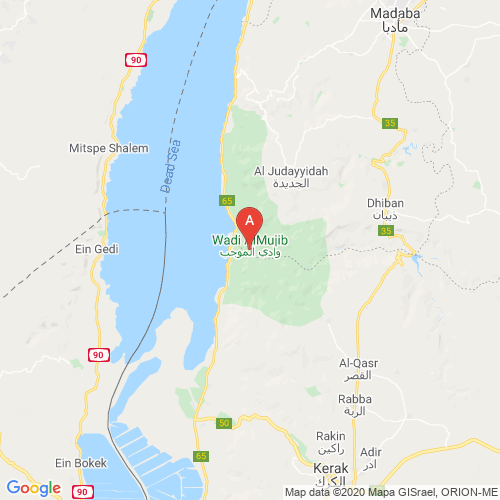 Madaba
مادبا
90
35
Mitspe Shalem
Dead Sea
Al Judayyidah
الجديدة
65
Dhiban
ذيبان
35
A
Wadi AlMujib
وادي الموجب
Ein Gedi
90
Al-Qasr
القصر
65
Rabba
الربة
50
Rakin
راكين
Adir
ادر
65
Ein Bokek
Kerak
الكرك
90
Google
Map data ©2020 Mapa GISrael, ORION-ME